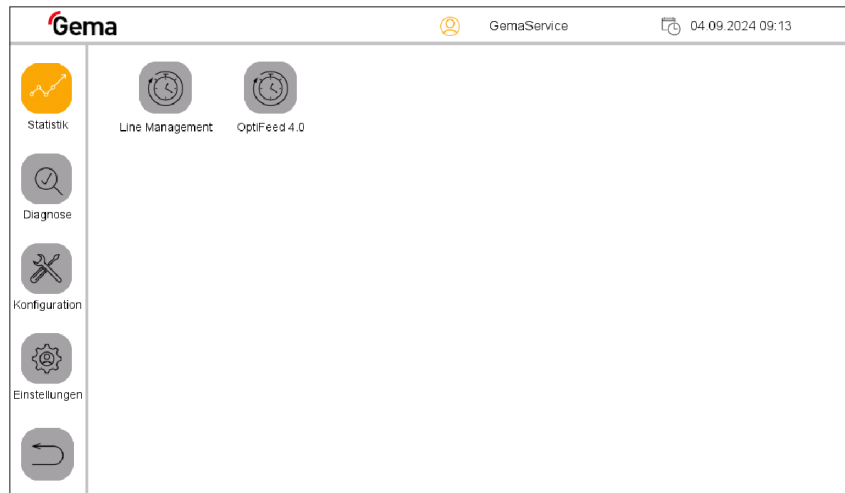 Gema
GemaService
04.09.2024 09:13
Statistik
Line Management
OptiFeed 4.0
Diagnose
Konfiguration
Einstellungen